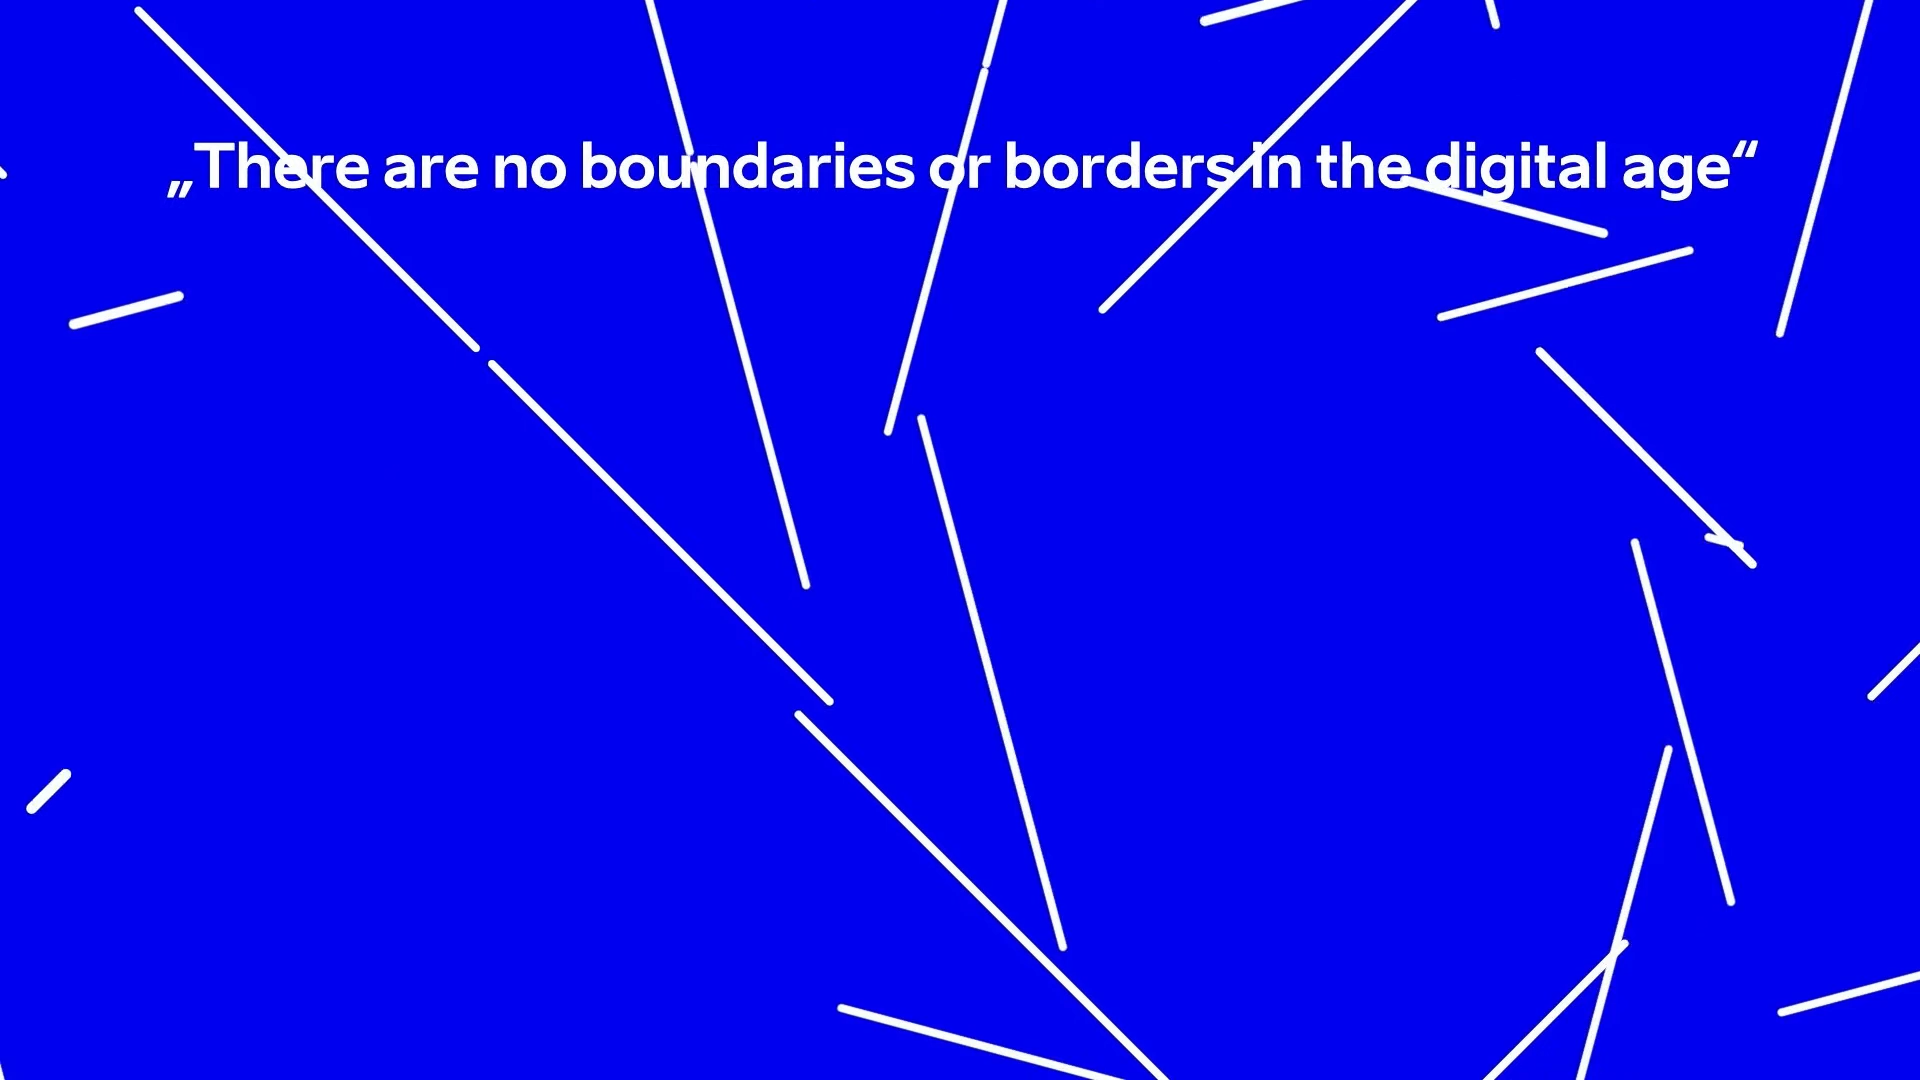 „There are no boundaries or borders in the digital age“